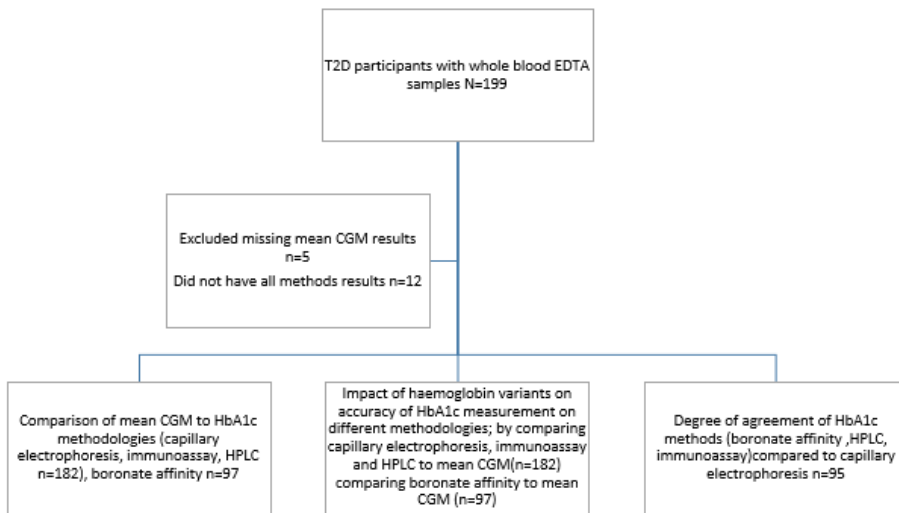 T2D participants with whole blood EDTA
samples N=199
Excluded missing mean CGM results
n=5
Did not have all methods results n=12
Comparison of mean CGM to HbA1c
methodologies (capillary
electrophoresis, immunoassay, HPLC
n=182), boronate affinity n=97
Impact of haemoglobin variants on
accuracy of HbA1c measurement on
different methodologies; by comparing
capillary electrophoresis, immunoassay
and HPLC to mean CGM(n=182)
comparing boronate affinity to mean
CGM (n=97)
Degree of agreement of HbA1c
methods (boronate affinity ,HPLC,
immunoassay)compared to capillary
electrophoresis n=95